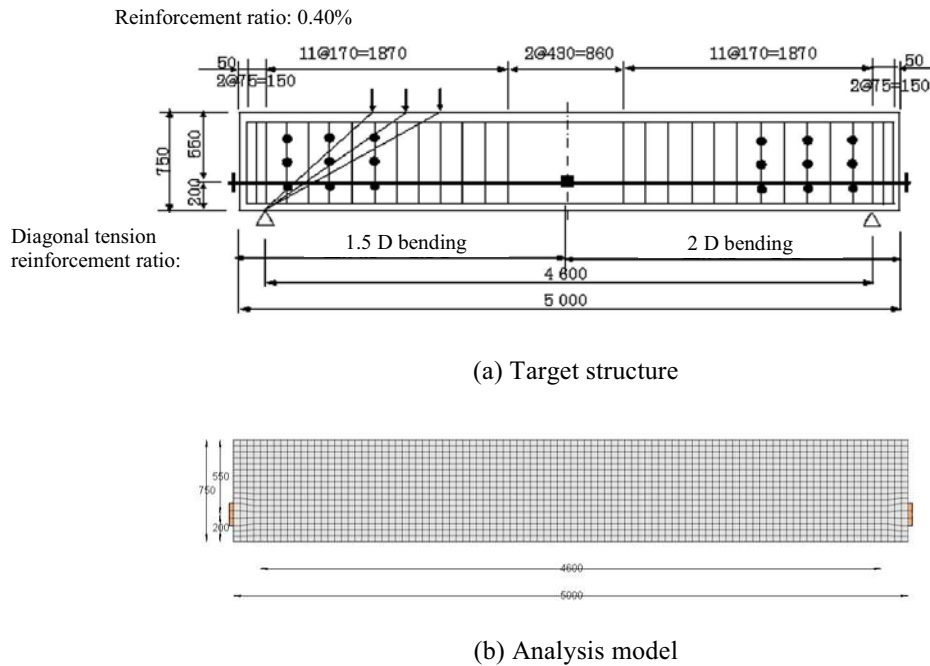 Reinforcement ratio: 0.40%
11@170=1870
2@430=860
11@170=1870
50
2@75=150
50
2@75=150
750
550
200
Diagonal tension
reinforcement ratio:
1.5 D bending
2 D bending
4 600
5 000
(a) Target structure
750
550
200
4600
5000
(b) Analysis model